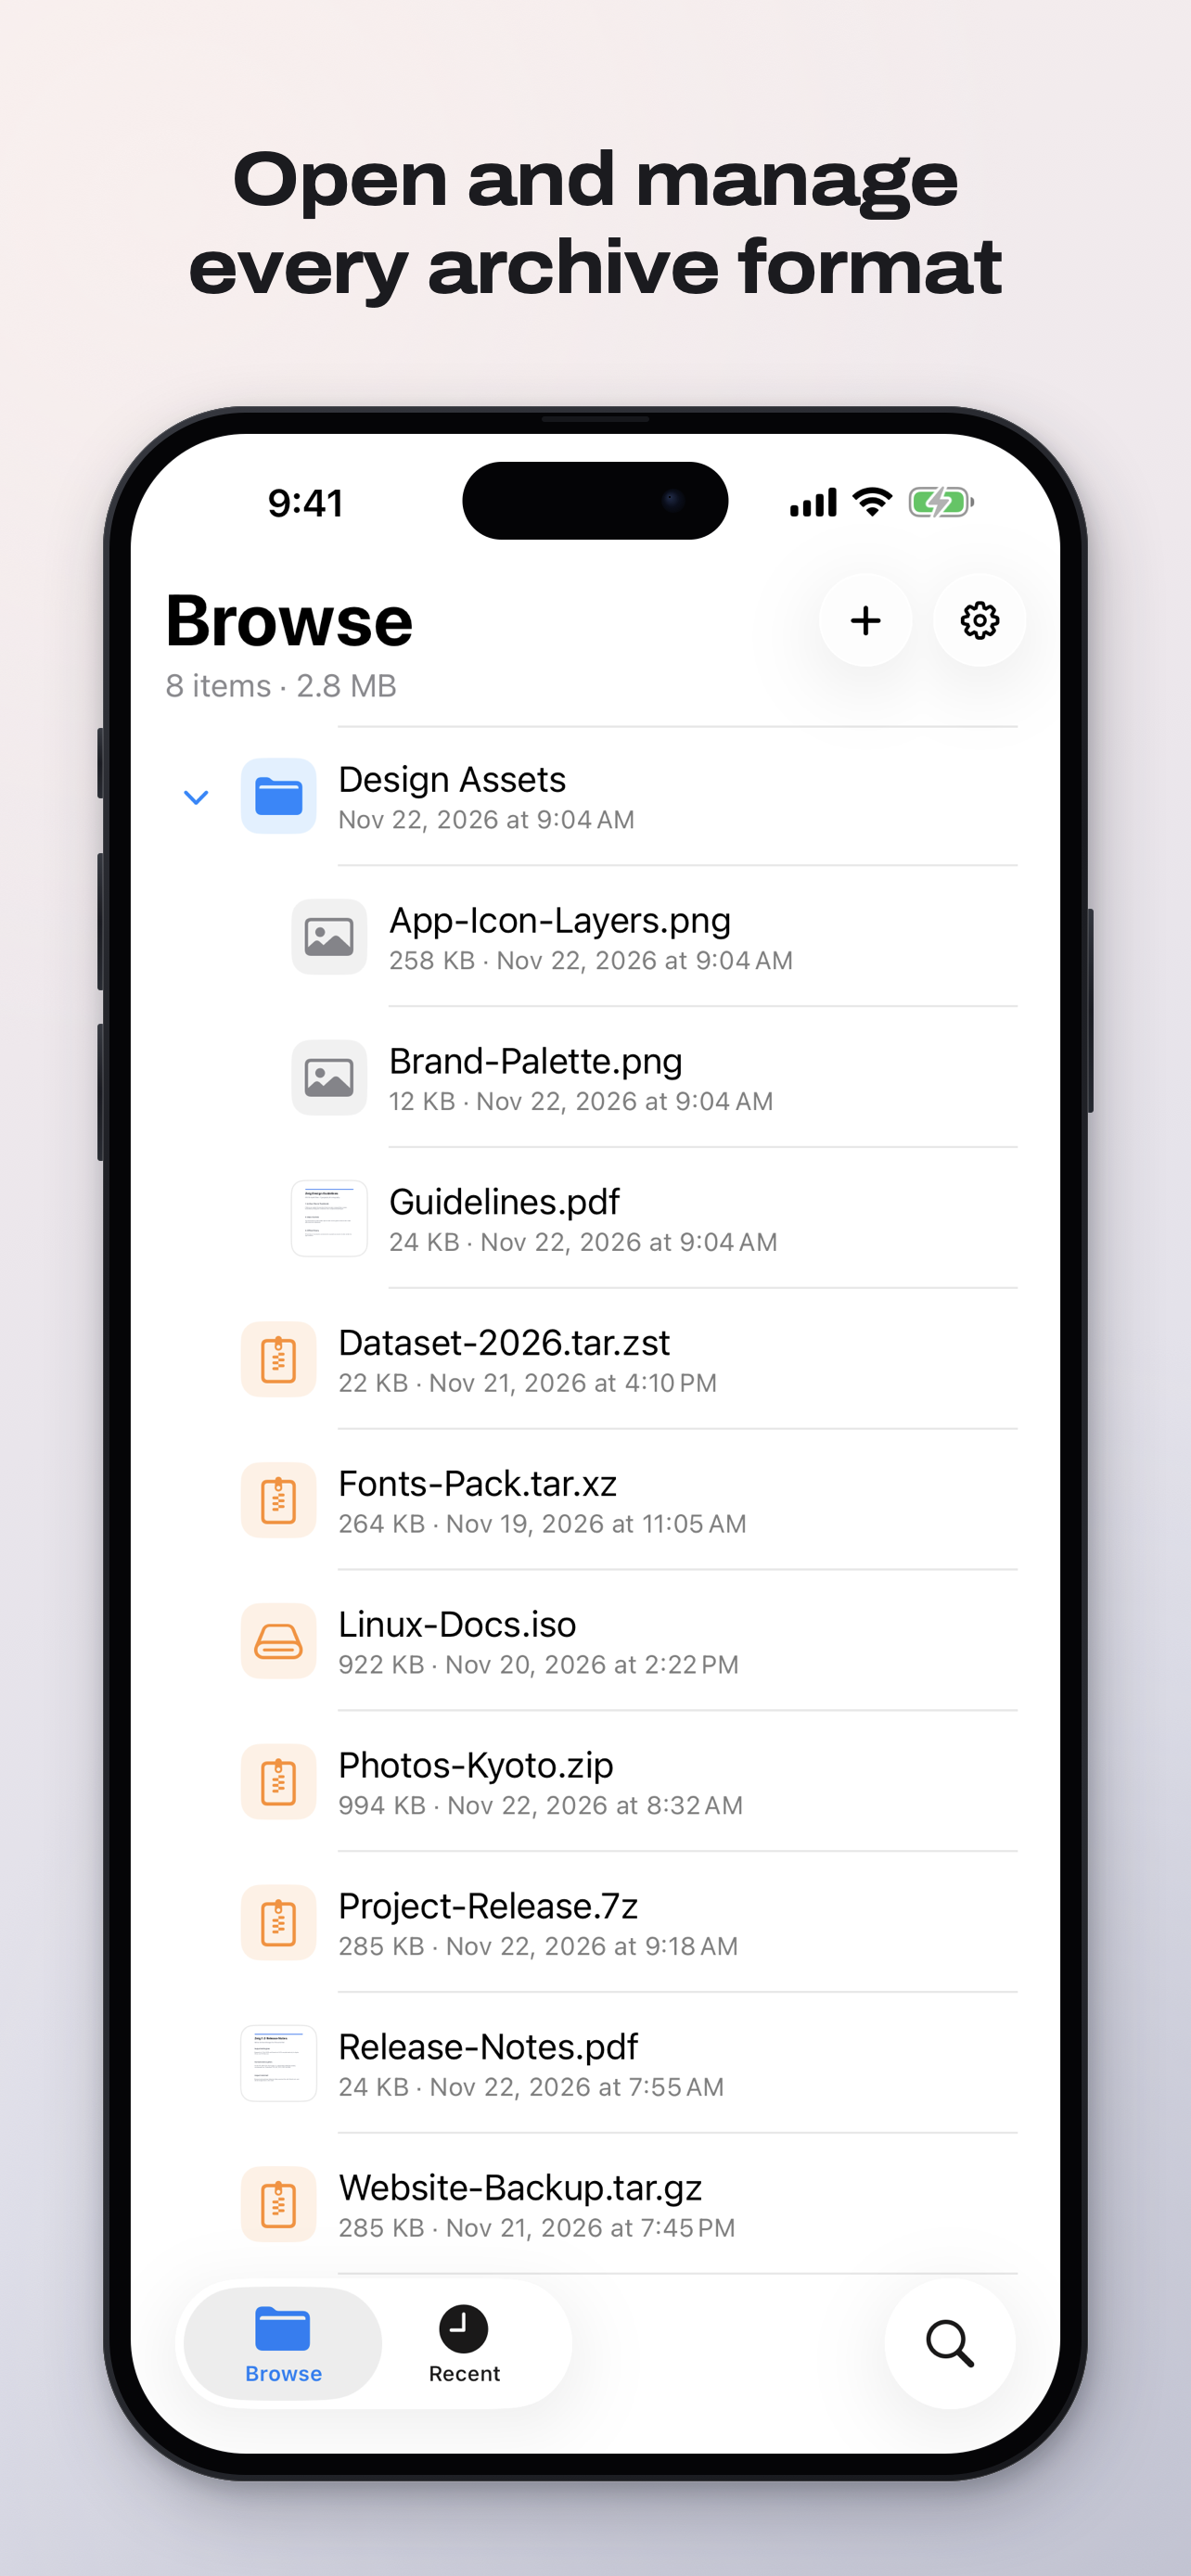 Open and manage
every archive format
9:41
Browse
8 items · 2.8 MB
Design Assets
Nov 22, 2026 at 9:04 AM
App-Icon-Layers.png
258 KB · Nov 22, 2026 at 9:04 AM
Brand-Palette.png
12 KB · Nov 22, 2026 at 9:04 AM
Guidelines.pdf
24 KB · Nov 22, 2026 at 9:04 AM
Dataset-2026.tar.zst
22 KB · Nov 21, 2026 at 4:10 PM
Fonts-Pack.tar.xz
264 KB · Nov 19, 2026 at 11:05 AM
Linux-Docs.iso
922 KB · Nov 20, 2026 at 2:22 PM
Photos-Kyoto.zip
994 KB · Nov 22, 2026 at 8:32 AM
Project-Release.7z
285 KB · Nov 22, 2026 at 9:18 AM
Release-Notes.pdf
24 KB · Nov 22, 2026 at 7:55 AM
Website-Backup.tar.gz
285 KB · Nov 21, 2026 at 7:45 PM
Browse
Recent